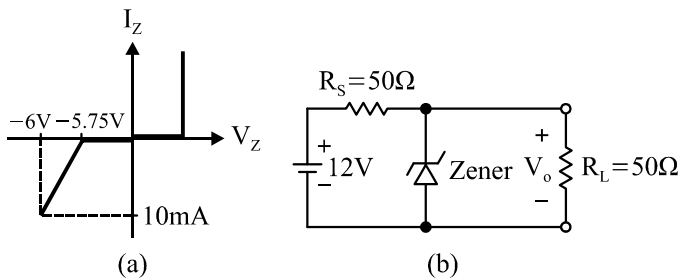 I_Z
−6V −5.75V
V_Z
10mA
(a)
R_S=50Ω
+
12V
−
Zener
+
V_o
−
R_L=50Ω
(b)